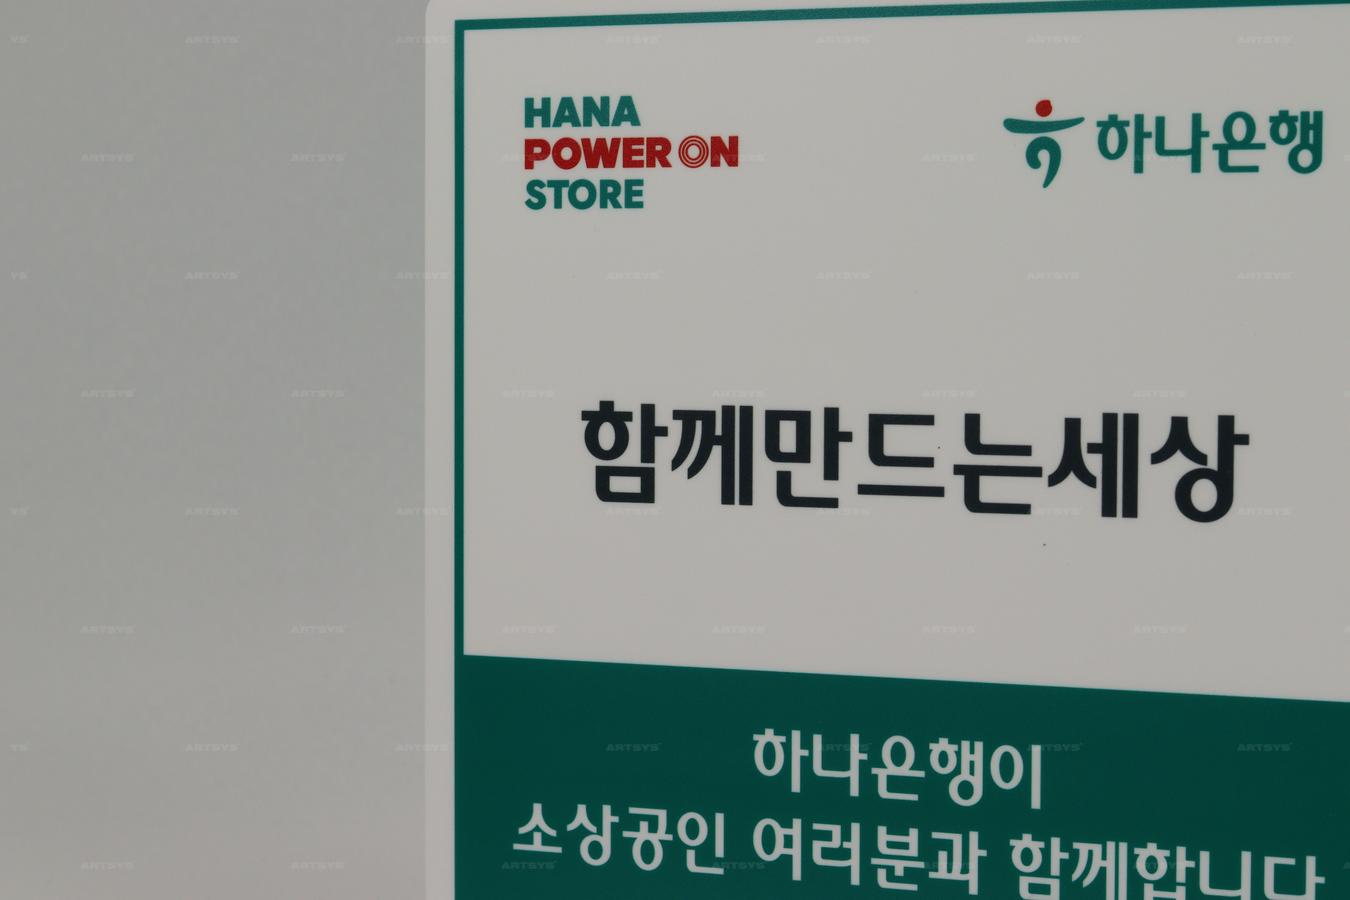 HANA
POWER ON
STORE
하나은행
함께만드는세상
하나은행이
소상공인 여러분과 함께합니다